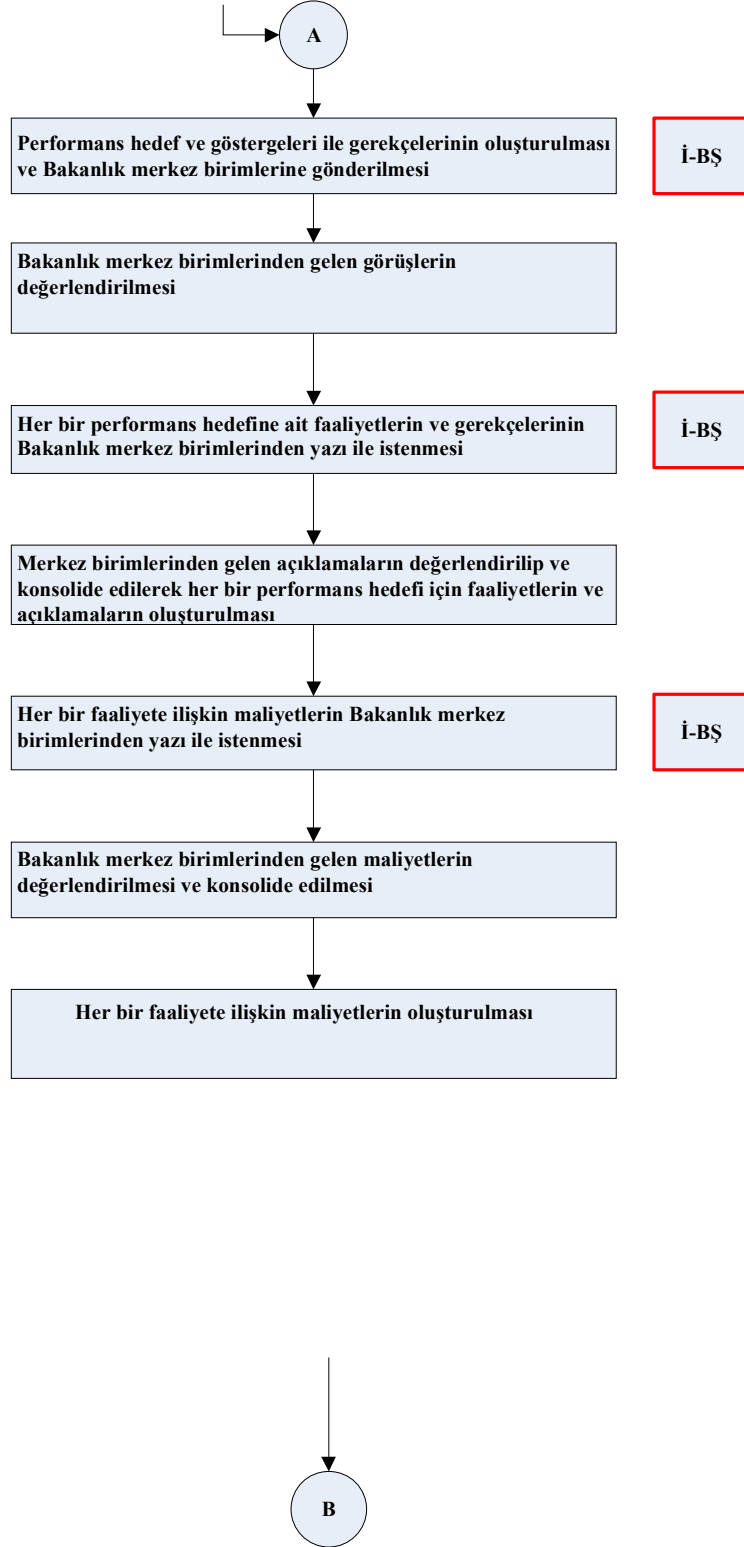 A
Performans hedef ve göstergeleri ile gerekçelerinin oluşturulması
ve Bakanlık merkez birimlerine gönderilmesi
İ-BŞ
Bakanlık merkez birimlerinden gelen görüşlerin
değerlendirilmesi
Her bir performans hedefine ait faaliyetlerin ve gerekçelerinin
Bakanlık merkez birimlerinden yazı ile istenmesi
İ-BŞ
Merkez birimlerinden gelen açıklamaların değerlendirilip ve
konsolide edilerek her bir performans hedefi için faaliyetlerin ve
açıklamaların oluşturulması
Her bir faaliyete ilişkin maliyetlerin Bakanlık merkez
birimlerinden yazı ile istenmesi
İ-BŞ
Bakanlık merkez birimlerinden gelen maliyetlerin
değerlendirilmesi ve konsolide edilmesi
Her bir faaliyete ilişkin maliyetlerin oluşturulması
B